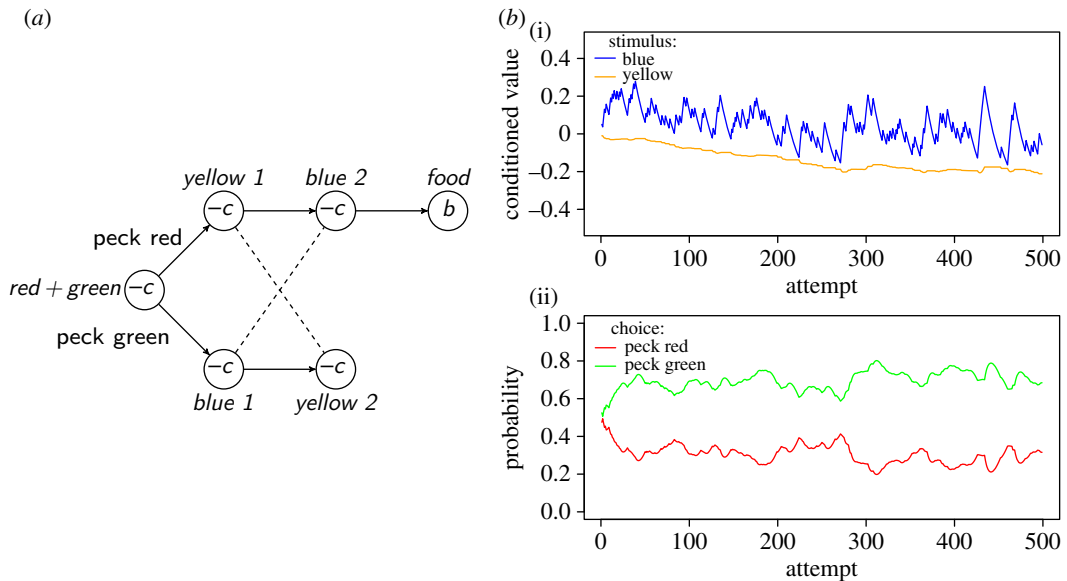 (a)
yellow 1 blue 2 food
−c −c b
peck red
red + green −c
peck green
−c −c
blue 1 yellow 2
(b)
(i)
conditioned value
0.4
0.2
0
−0.2
−0.4
stimulus:
blue
yellow
0 100 200 300 400 500
attempt
(ii)
probability
1.0
0.8
0.6
0.4
0.2
0.0
choice:
peck red
peck green
0 100 200 300 400 500
attempt